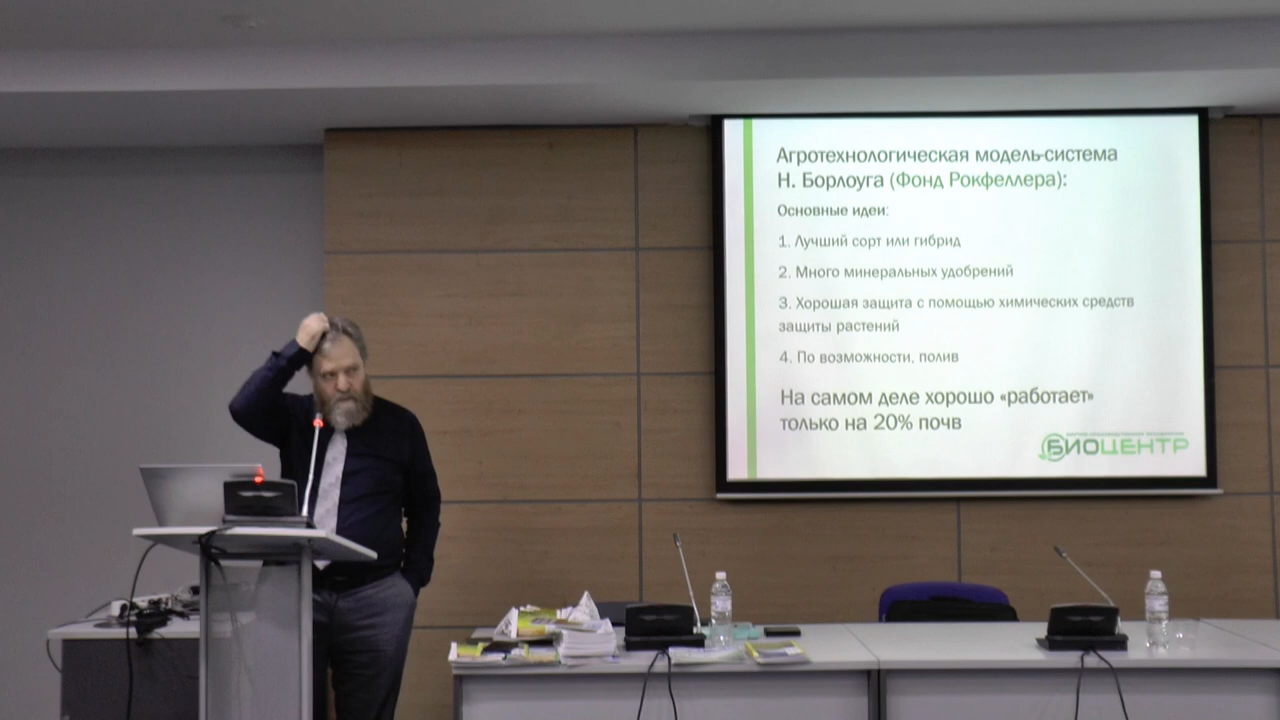 Агротехнологическая модель-система
Н. Борлоуга (Фонд Рокфеллера):
Основные идеи:
1. Лучший сорт или гибрид
2. Много минеральных удобрений
3. Хорошая защита с помощью химических средств
защиты растений
4. По возможности, полив
На самом деле хорошо «работает»
только на 20% почв
БИОЦЕНТР